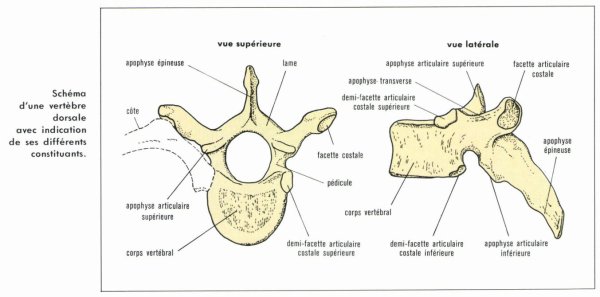 Schéma
d'une vertèbre
dorsale
avec indication
de ses différents
constituants.
vue supérieure
apophyse épineuse
lame
côte
facette costale
apophyse articulaire
supérieure
pédicule
corps vertébral
demi-facette articulaire
costale supérieure
vue latérale
apophyse articulaire supérieure
facette articulaire
costale
apophyse transverse
demi-facette articulaire
costale supérieure
apophyse
épineuse
corps vertébral
demi-facette articulaire
costale inférieure
apophyse articulaire
inférieure